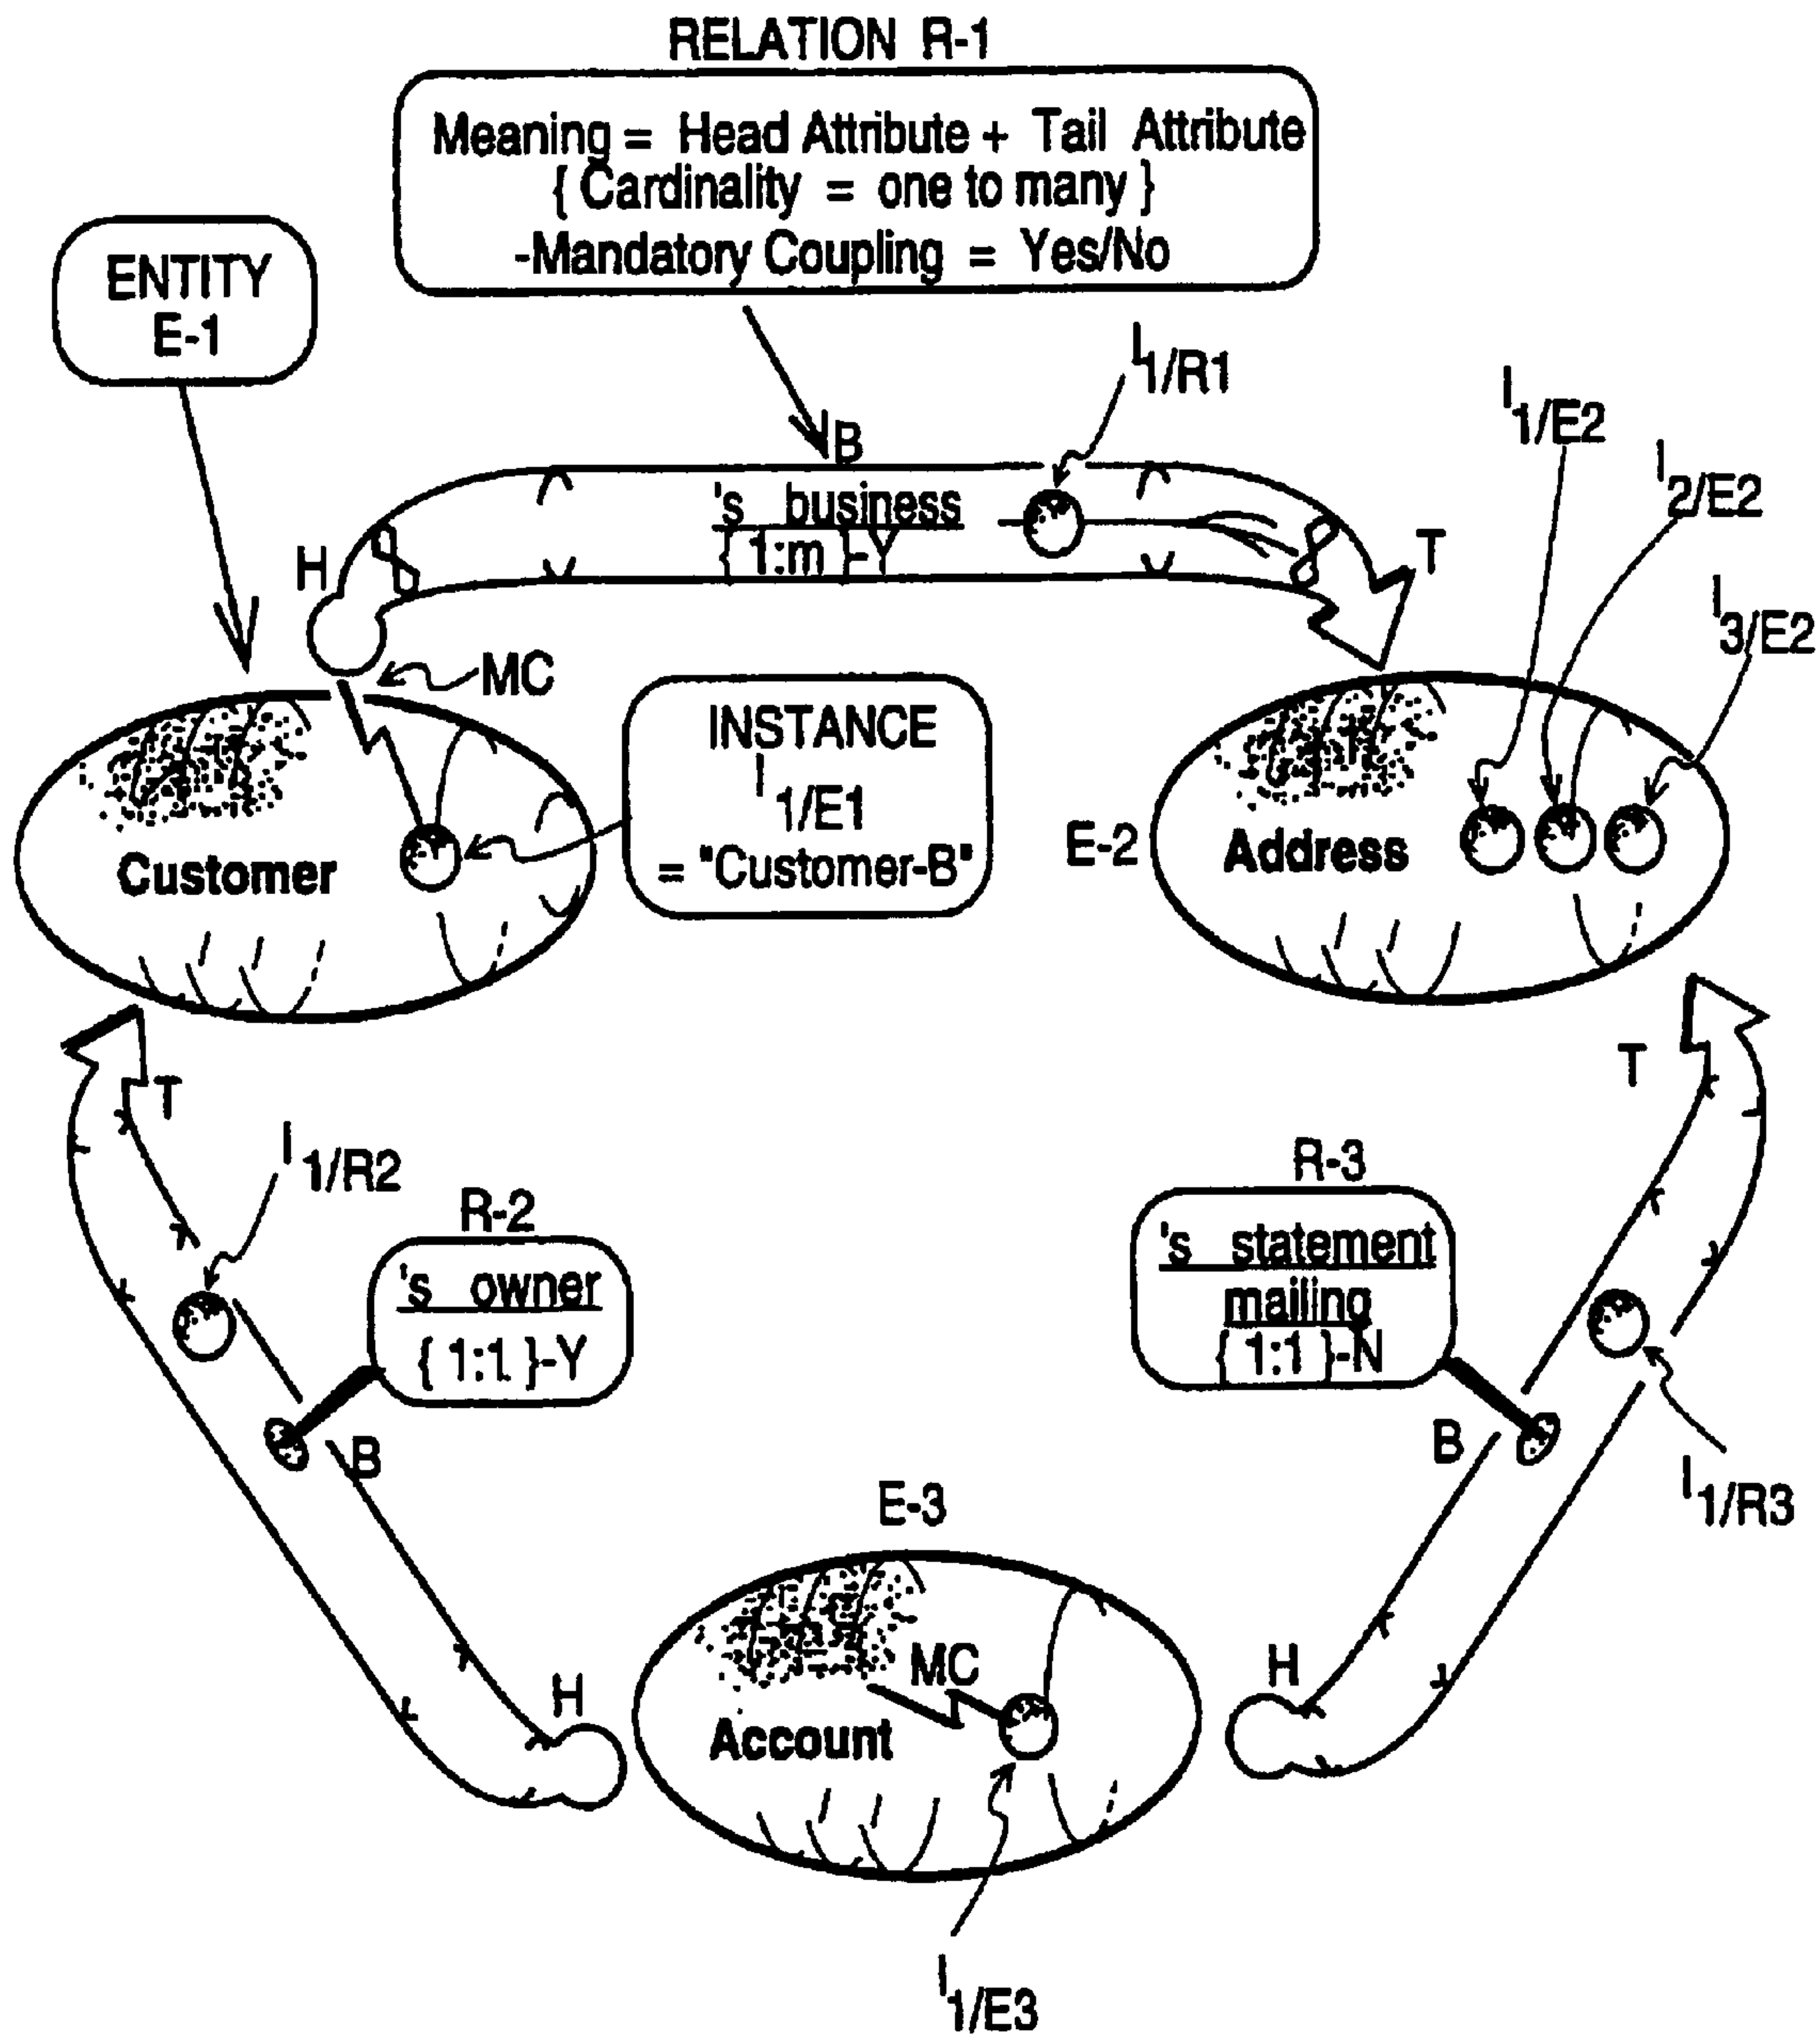 RELATION R-1
Meaning = Head Attribute + Tail Attribute
{ Cardinality = one to many }
-Mandatory Coupling = Yes/No
ENTITY
E-1
I1/R1
I1/E2
I2/E2
I3/E2
B
's business
{ 1:m }-Y
H
T
MC
INSTANCE
I1/E1
= "Customer-B"
Customer
E-2
Address
T
T
I1/R2
R-2
's owner
{ 1:1 }-Y
R-3
's statement
mailing
{ 1:1 }-N
B
B
I1/R3
E-3
H
MC
H
Account
I1/E3